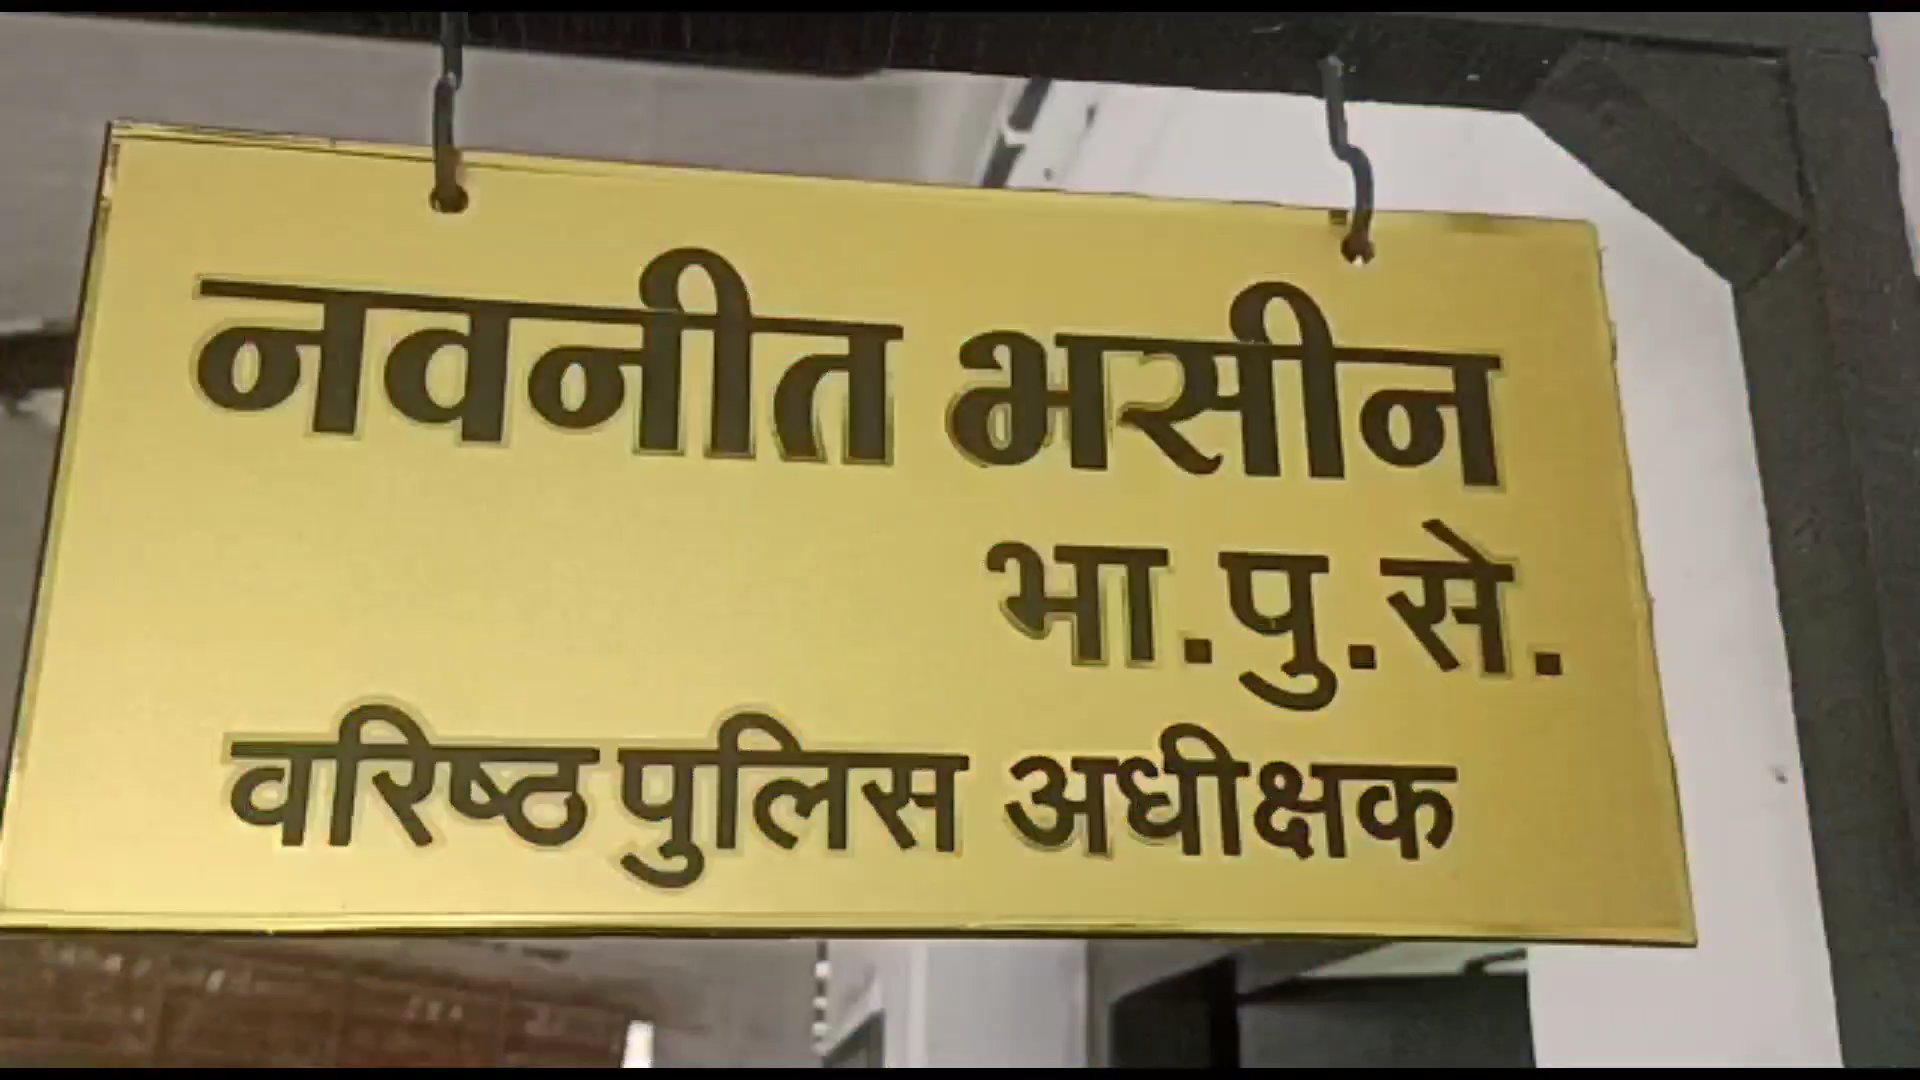 नवनीत भसीन
भा.पु.से.
वरिष्ठ पुलिस अधीक्षक